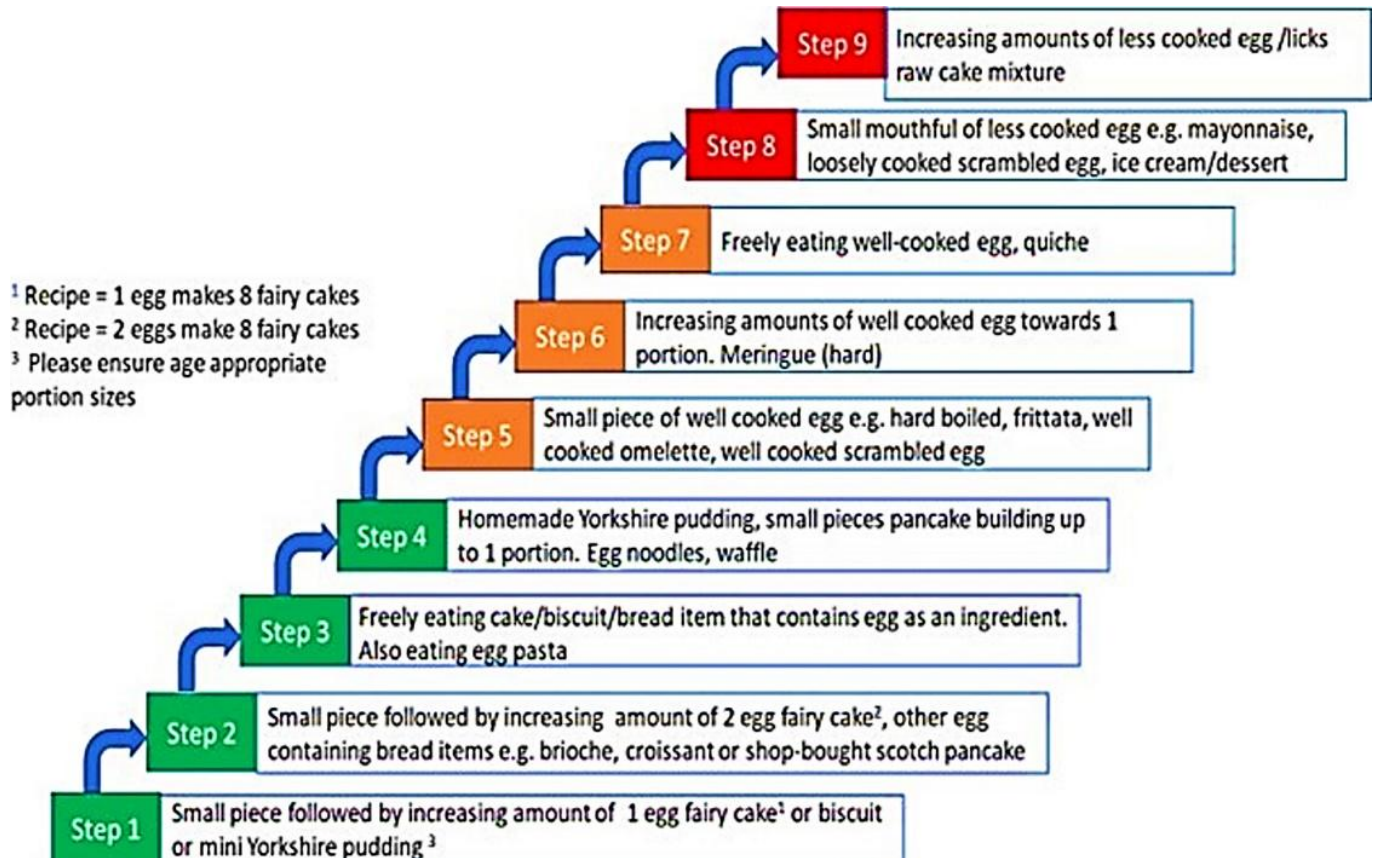 Step 9
Increasing amounts of less cooked egg /licks
raw cake mixture
Step 8
Small mouthful of less cooked egg e.g. mayonnaise,
loosely cooked scrambled egg, ice cream/dessert
Step 7
Freely eating well-cooked egg, quiche
¹ Recipe = 1 egg makes 8 fairy cakes
² Recipe = 2 eggs make 8 fairy cakes
³ Please ensure age appropriate
portion sizes
Step 6
Increasing amounts of well cooked egg towards 1
portion. Meringue (hard)
Step 5
Small piece of well cooked egg e.g. hard boiled, frittata, well
cooked omelette, well cooked scrambled egg
Step 4
Homemade Yorkshire pudding, small pieces pancake building up
to 1 portion. Egg noodles, waffle
Step 3
Freely eating cake/biscuit/bread item that contains egg as an ingredient.
Also eating egg pasta
Step 2
Small piece followed by increasing amount of 2 egg fairy cake², other egg
containing bread items e.g. brioche, croissant or shop-bought scotch pancake
Step 1
Small piece followed by increasing amount of 1 egg fairy cake¹ or biscuit
or mini Yorkshire pudding ³